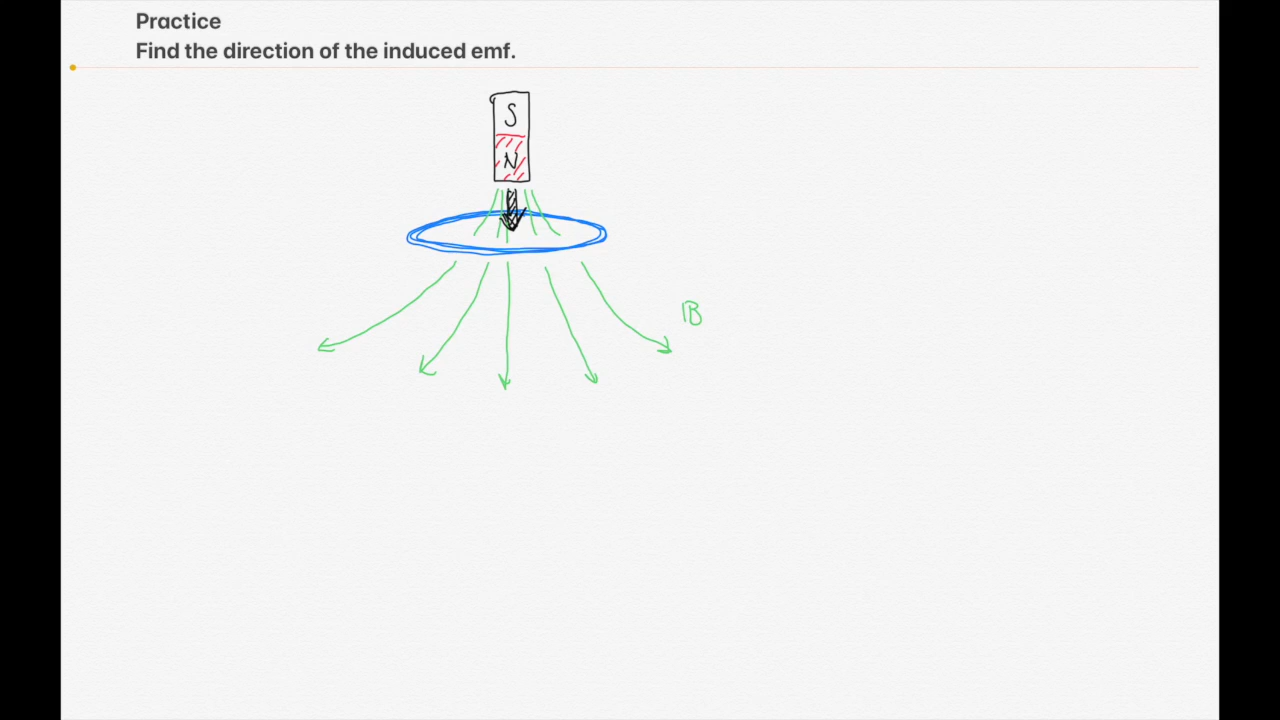 Practice
Find the direction of the induced emf.
S
N
B